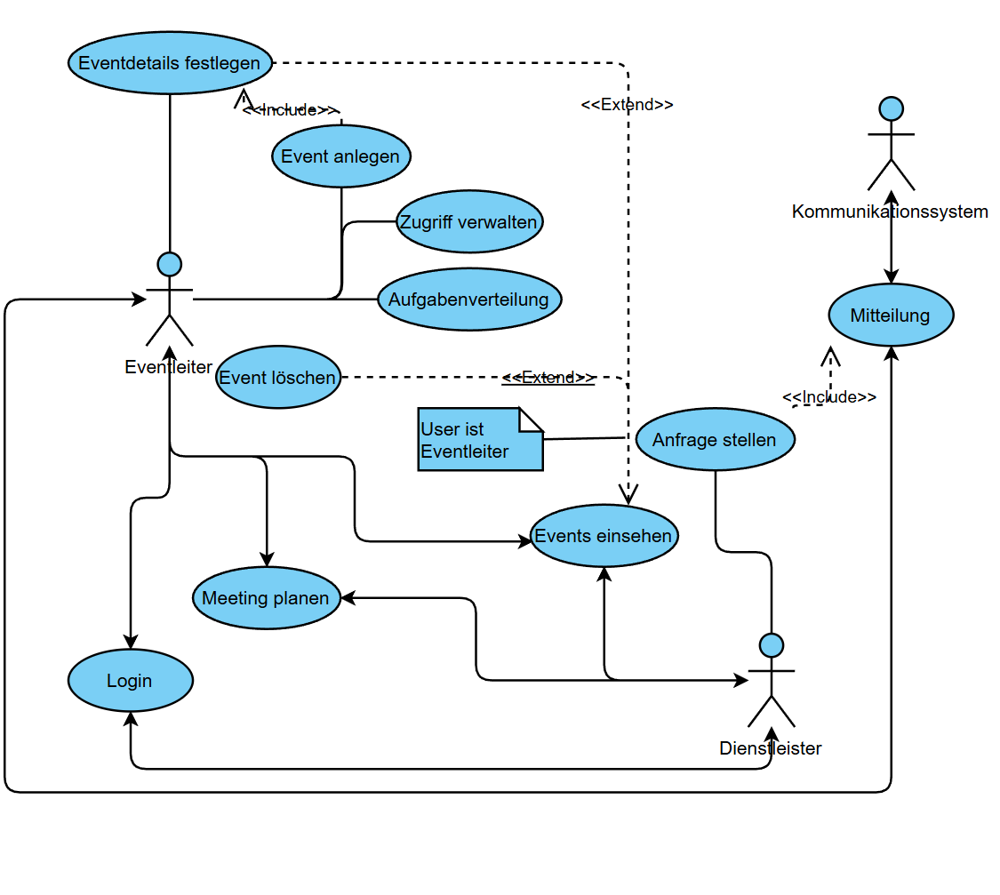 Eventdetails festlegen
<<Extend>>
<<Include>>
Event anlegen
Kommunikationssystem
Zugriff verwalten
Aufgabenverteilung
Mitteilung
Eventleiter
Event löschen
<<Extend>>
<<Include>>
User ist
Eventleiter
Anfrage stellen
Events einsehen
Meeting planen
Login
Dienstleister